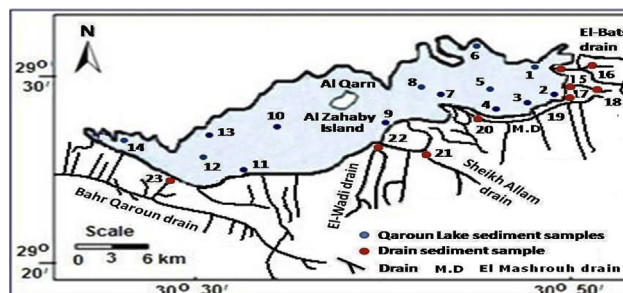 N
El-Bats
drain
29°
30'
6
1
16
Al Qarn
8
5
15
7
2
17
4
3
18
Al Zahaby
Island
10
9
20
M.D
19
13
22
14
12
11
21
23
Sheikh Allam
drain
El-Wadi drain
Bahr Qaroun drain
Scale
0 3 6 km
Qaroun Lake sediment samples
Drain sediment sample
Drain M.D El Mashrouh drain
29°
20'
30° 30'
30° 50'